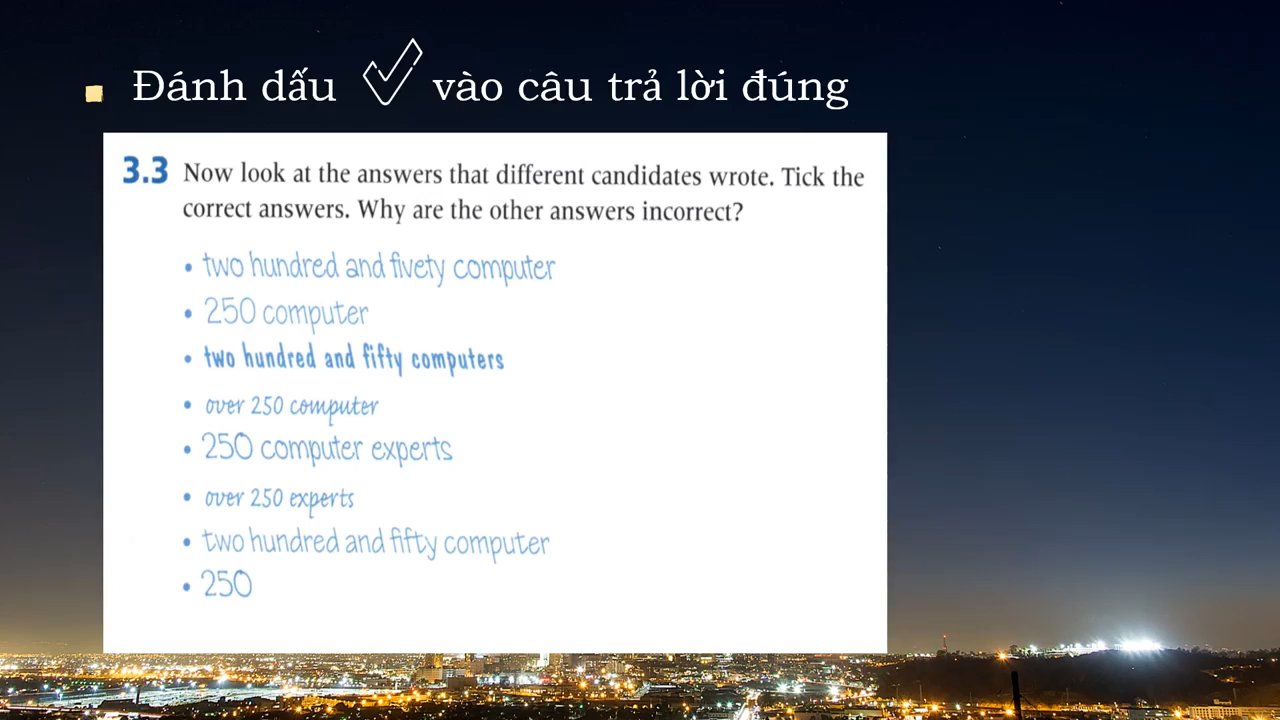 Đánh dấu vào câu trả lời đúng
3.3 Now look at the answers that different candidates wrote. Tick the
correct answers. Why are the other answers incorrect?
• two hundred and fivety computer
• 250 computer
• two hundred and fifty computers
• over 250 computer
• 250 computer experts
• over 250 experts
• two hundred and fifty computer
• 250